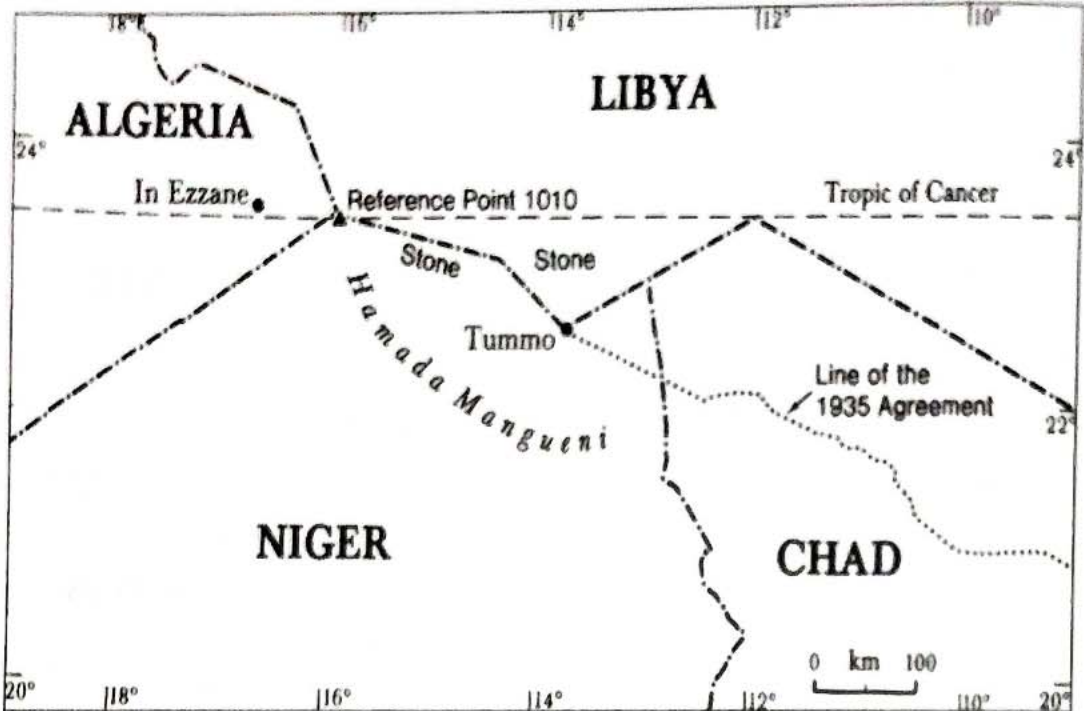 18°E
16°
14°
12°
10°
LIBYA
ALGERIA
24°
24°
In Ezzane
Reference Point 1010
Tropic of Cancer
Stone
Stone
Hamada Mangueni
Tummo
Line of the
1935 Agreement
22°
NIGER
CHAD
0 km 100
20°
18°
16°
14°
12°
10°
20°